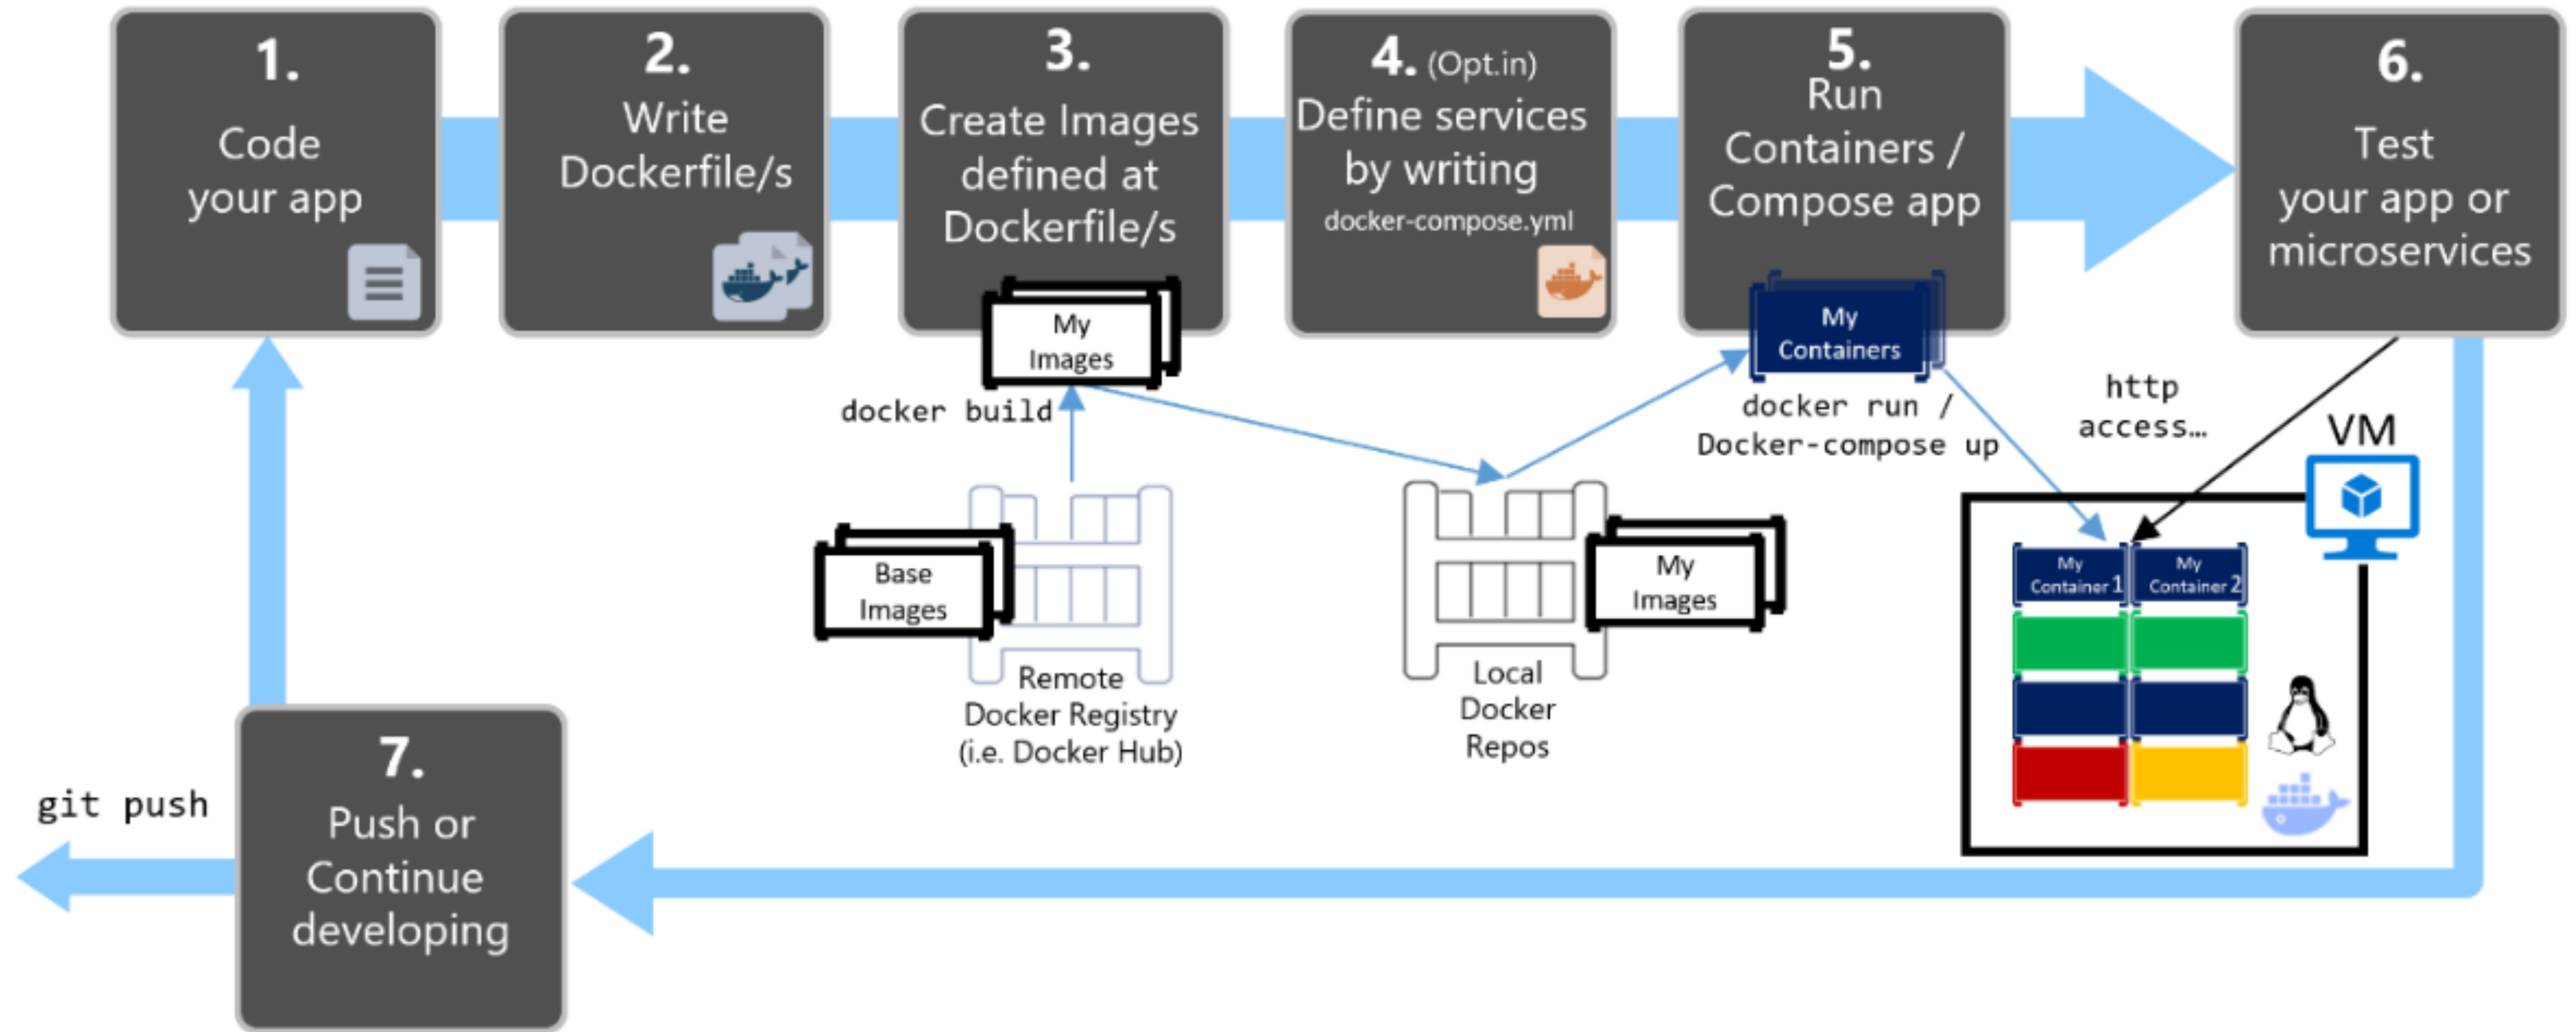 1.
Code
your app
2.
Write
Dockerfile/s
3.
Create Images
defined at
Dockerfile/s
My
Images
4. (Opt.in)
Define services
by writing
docker-compose.yml
5.
Run
Containers /
Compose app
My
Containers
6.
Test
your app or
microservices
docker build
docker run /
Docker-compose up
http
access…
VM
Base
Images
Remote
Docker Registry
(i.e. Docker Hub)
My
Images
Local
Docker
Repos
My
Container 1
My
Container 2
7.
Push or
Continue
developing
git push